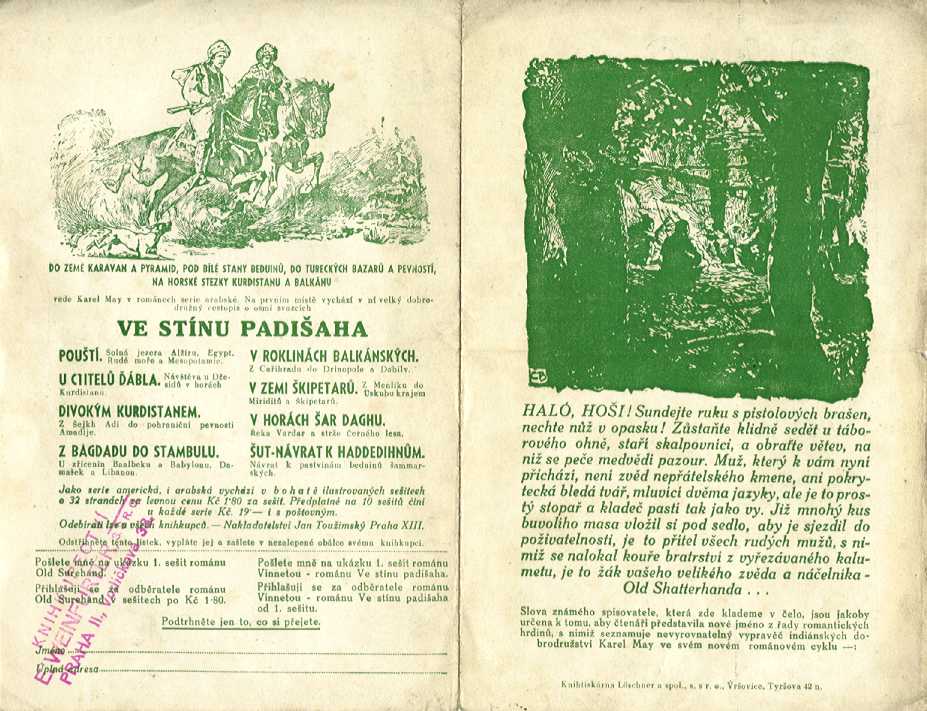 DO ZEMĚ KARAVAN A PYRAMID, POD BÍLÉ STANY BEDUINŮ, DO TURECKÝCH BAZARŮ A PEVNOSTÍ,
NA HORSKÉ STEZKY KURDISTANU A BALKÁNU
vede Karel May v románech serie arabské. Na prvním místě vychází v ní velký dobro-
družný cestopis o osmi svazcích
VE STÍNU PADIŠAHA
POUŠTÍ. Solná jezera Alžíru, Egypt,
Rudé moře a Mesopotamie.
U CTITELŮ ĎÁBLA. Návštěva u Dže-
sidů v horách
Kurdistanu.
DIVOKÝM KURDISTANEM.
Z Šejkh Adi do pohraniční pevnosti
Amadije.
Z BAGDADU DO STAMBULU.
U zřícenin Baalbeku a Babylonu, Da-
mašek a Libanon.
V ROKLINÁCH BALKÁNSKÝCH.
Z Cařihradu do Drinopole a Dobily.
V ZEMI ŠKIPETARŮ. Z Menliku do
Uskubu krajem
Miriditů a Škipetarů.
V HORÁCH ŠAR DAGHU.
Řeka Vardar a strže Černého lesa.
ŠUT-NÁVRAT K HADDEDIHNŮM.
Návrat k pastvinám beduinů šammar-
ských.
Jako serie americká, i arabská vychází v bohatě ilustrovaných sešitech
o 32 stranách za levnou cenu Kč 1·80 za sešit. Předplatné na 10 sešitů činí
u každé serie Kč 19·— i s poštovným.
Odebírati lze u všech knihkupců. — Nakladatelství Jan Toužimský Praha XIII.
Odstřihněte tento lístek, vyplňte jej a zašlete v nezalepené obálce svému knihkupci.
Pošlete mně na ukázku 1. sešit románu
Old Surehand.
Přihlašuji se za odběratele románu
Old Surehand v sešitech po Kč 1·80.
Pošlete mně na ukázku 1. sešit románu
Vinnetou - románu Ve stínu padišaha.
Přihlašuji se za odběratele románu
Vinnetou - románu Ve stínu padišaha
od 1. sešitu.
Podtrhněte jen to, co si přejete.
Jméno
Úplná adresa
KNIHKUPECTVÍ
E. WEINFURTER
PRAHA II., Vodičkova
HALÓ, HOŠI! Sundejte ruku s pistolových brašen,
nechte nůž v opasku! Zůstaňte klidně sedět u tábo-
rového ohně, staří skalpovníci, a obraťte větev, na
níž se peče medvědí pazour. Muž, který k vám nyní
přichází, není zvěd nepřátelského kmene, ani pokry-
tecká bledá tvář, mluvící dvěma jazyky, ale je to pros-
tý stopař a kladeč pastí tak jako vy. Již mnohý kus
buvolího masa vložil si pod sedlo, aby je sjezdil do
poživatelnosti, je to přítel všech rudých mužů, s ni-
miž se nalokal kouře bratrství z vyřezávaného kalu-
metu, je to žák vašeho velikého zvěda a náčelníka -
Old Shatterhanda . . .
Slova známého spisovatele, která zde klademe v čelo, jsou jakoby
určena k tomu, aby čtenáři představila nové jméno z řady romantických
hrdinů, s nimiž seznamuje nevyrovnatelný vypravěč indiánských do-
brodružství Karel May ve svém novém románovém cyklu —:
Knihtiskárna Löschner a spol., s. s r. o., Vršovice, Tyršova 42 n.